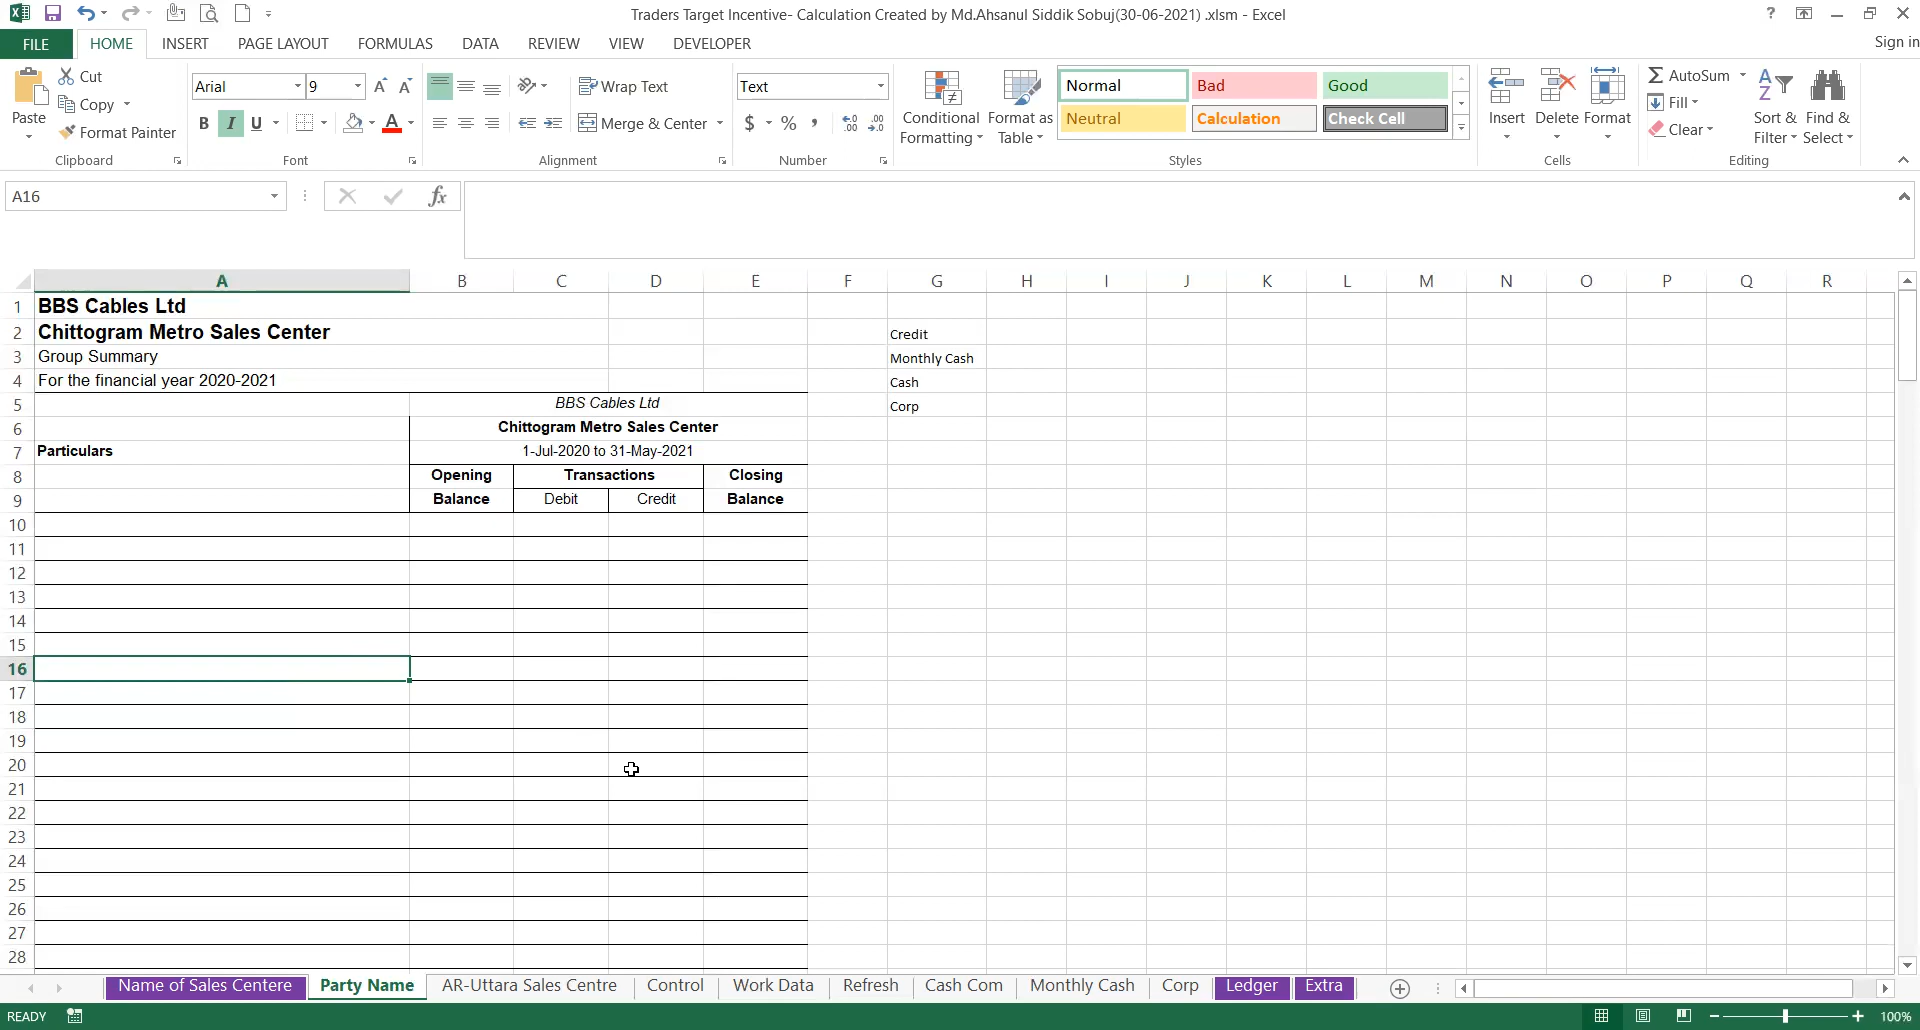 Traders Target Incentive- Calculation Created by Md.Ahsanul Siddik Sobuj(30-06-2021) .xlsm - Excel
FILE HOME INSERT PAGE LAYOUT FORMULAS DATA REVIEW VIEW DEVELOPER Sign in
Paste Cut Copy Format Painter
Clipboard
Arial 9
B I U
Font
Wrap Text
Merge & Center
Alignment
Text
$ % ,
Number
Conditional Formatting
Format as Table
Normal Bad Good
Neutral Calculation Check Cell
Styles
Insert Delete Format
Cells
AutoSum
Fill
Clear
Sort & Filter
Find & Select
Editing
A16
fx
A B C D E F G H I J K L M N O P Q R
1 BBS Cables Ltd
2 Chittogram Metro Sales Center Credit
3 Group Summary Monthly Cash
4 For the financial year 2020-2021 Cash
5 BBS Cables Ltd Corp
6 Chittogram Metro Sales Center
7 Particulars 1-Jul-2020 to 31-May-2021
8 Opening Transactions Closing
9 Balance Debit Credit Balance
10
11
12
13
14
15
16
17
18
19
20
21
22
23
24
25
26
27
28
Name of Sales Centere Party Name AR-Uttara Sales Centre Control Work Data Refresh Cash Com Monthly Cash Corp Ledger Extra
READY 100%